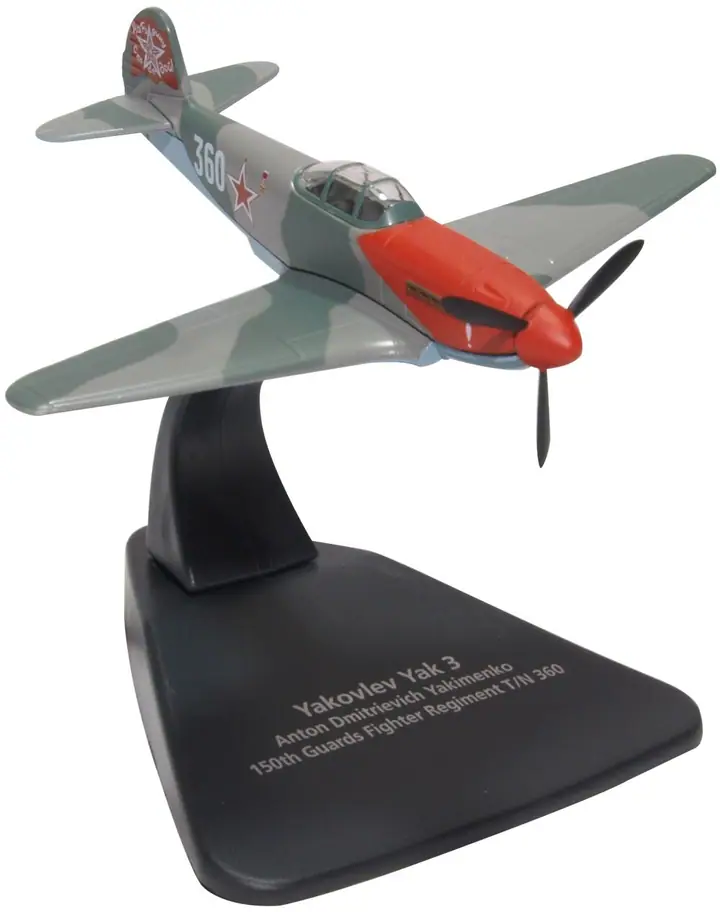 360
Yakovlev Yak 3
Anton Dmitrievich Yakimenko
150th Guards Fighter Regiment T/N 360